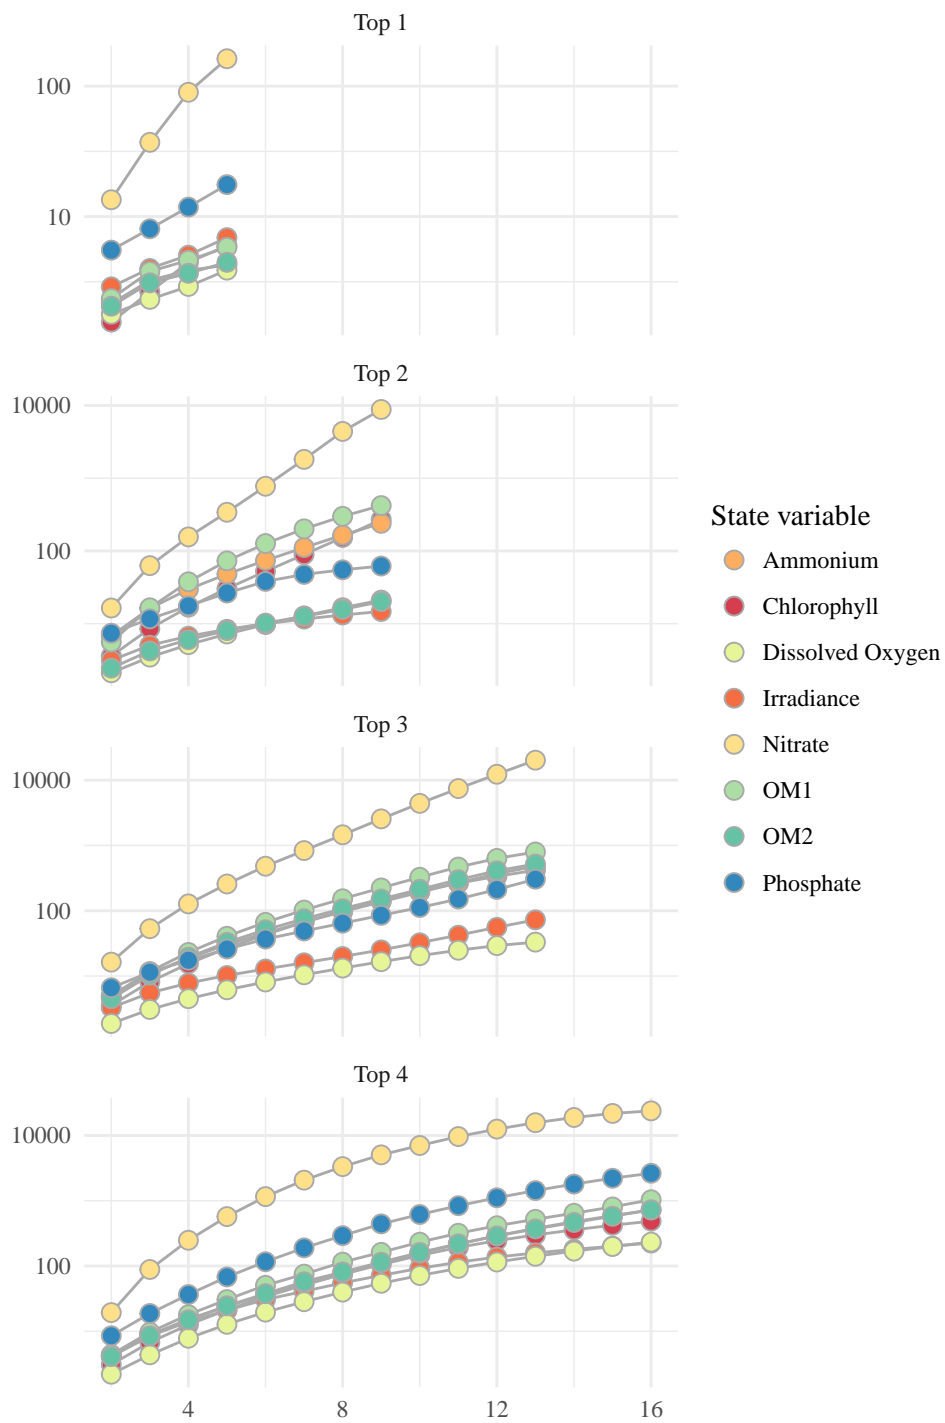 Top 1
100
10
Top 2
10000
100
Top 3
10000
100
Top 4
10000
100
4
8
12
16
State variable
Ammonium
Chlorophyll
Dissolved Oxygen
Irradiance
Nitrate
OM1
OM2
Phosphate